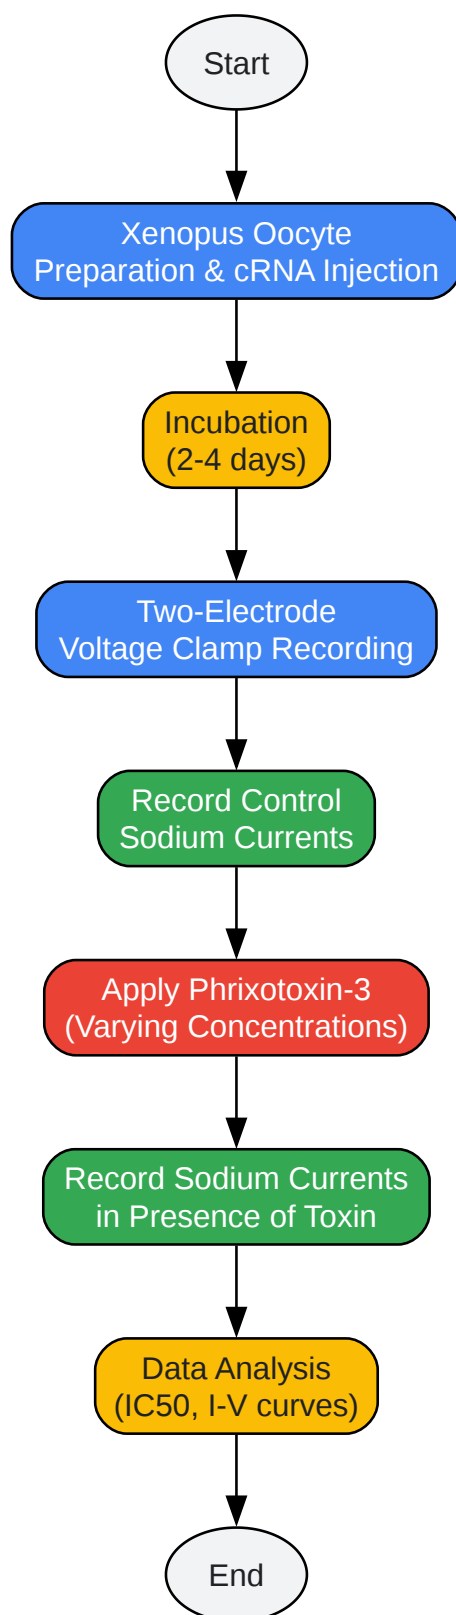 Start
Xenopus Oocyte
Preparation & cRNA Injection
Incubation
(2-4 days)
Two-Electrode
Voltage Clamp Recording
Record Control
Sodium Currents
Apply Phrixotoxin-3
(Varying Concentrations)
Record Sodium Currents
in Presence of Toxin
Data Analysis
(IC50, I-V curves)
End